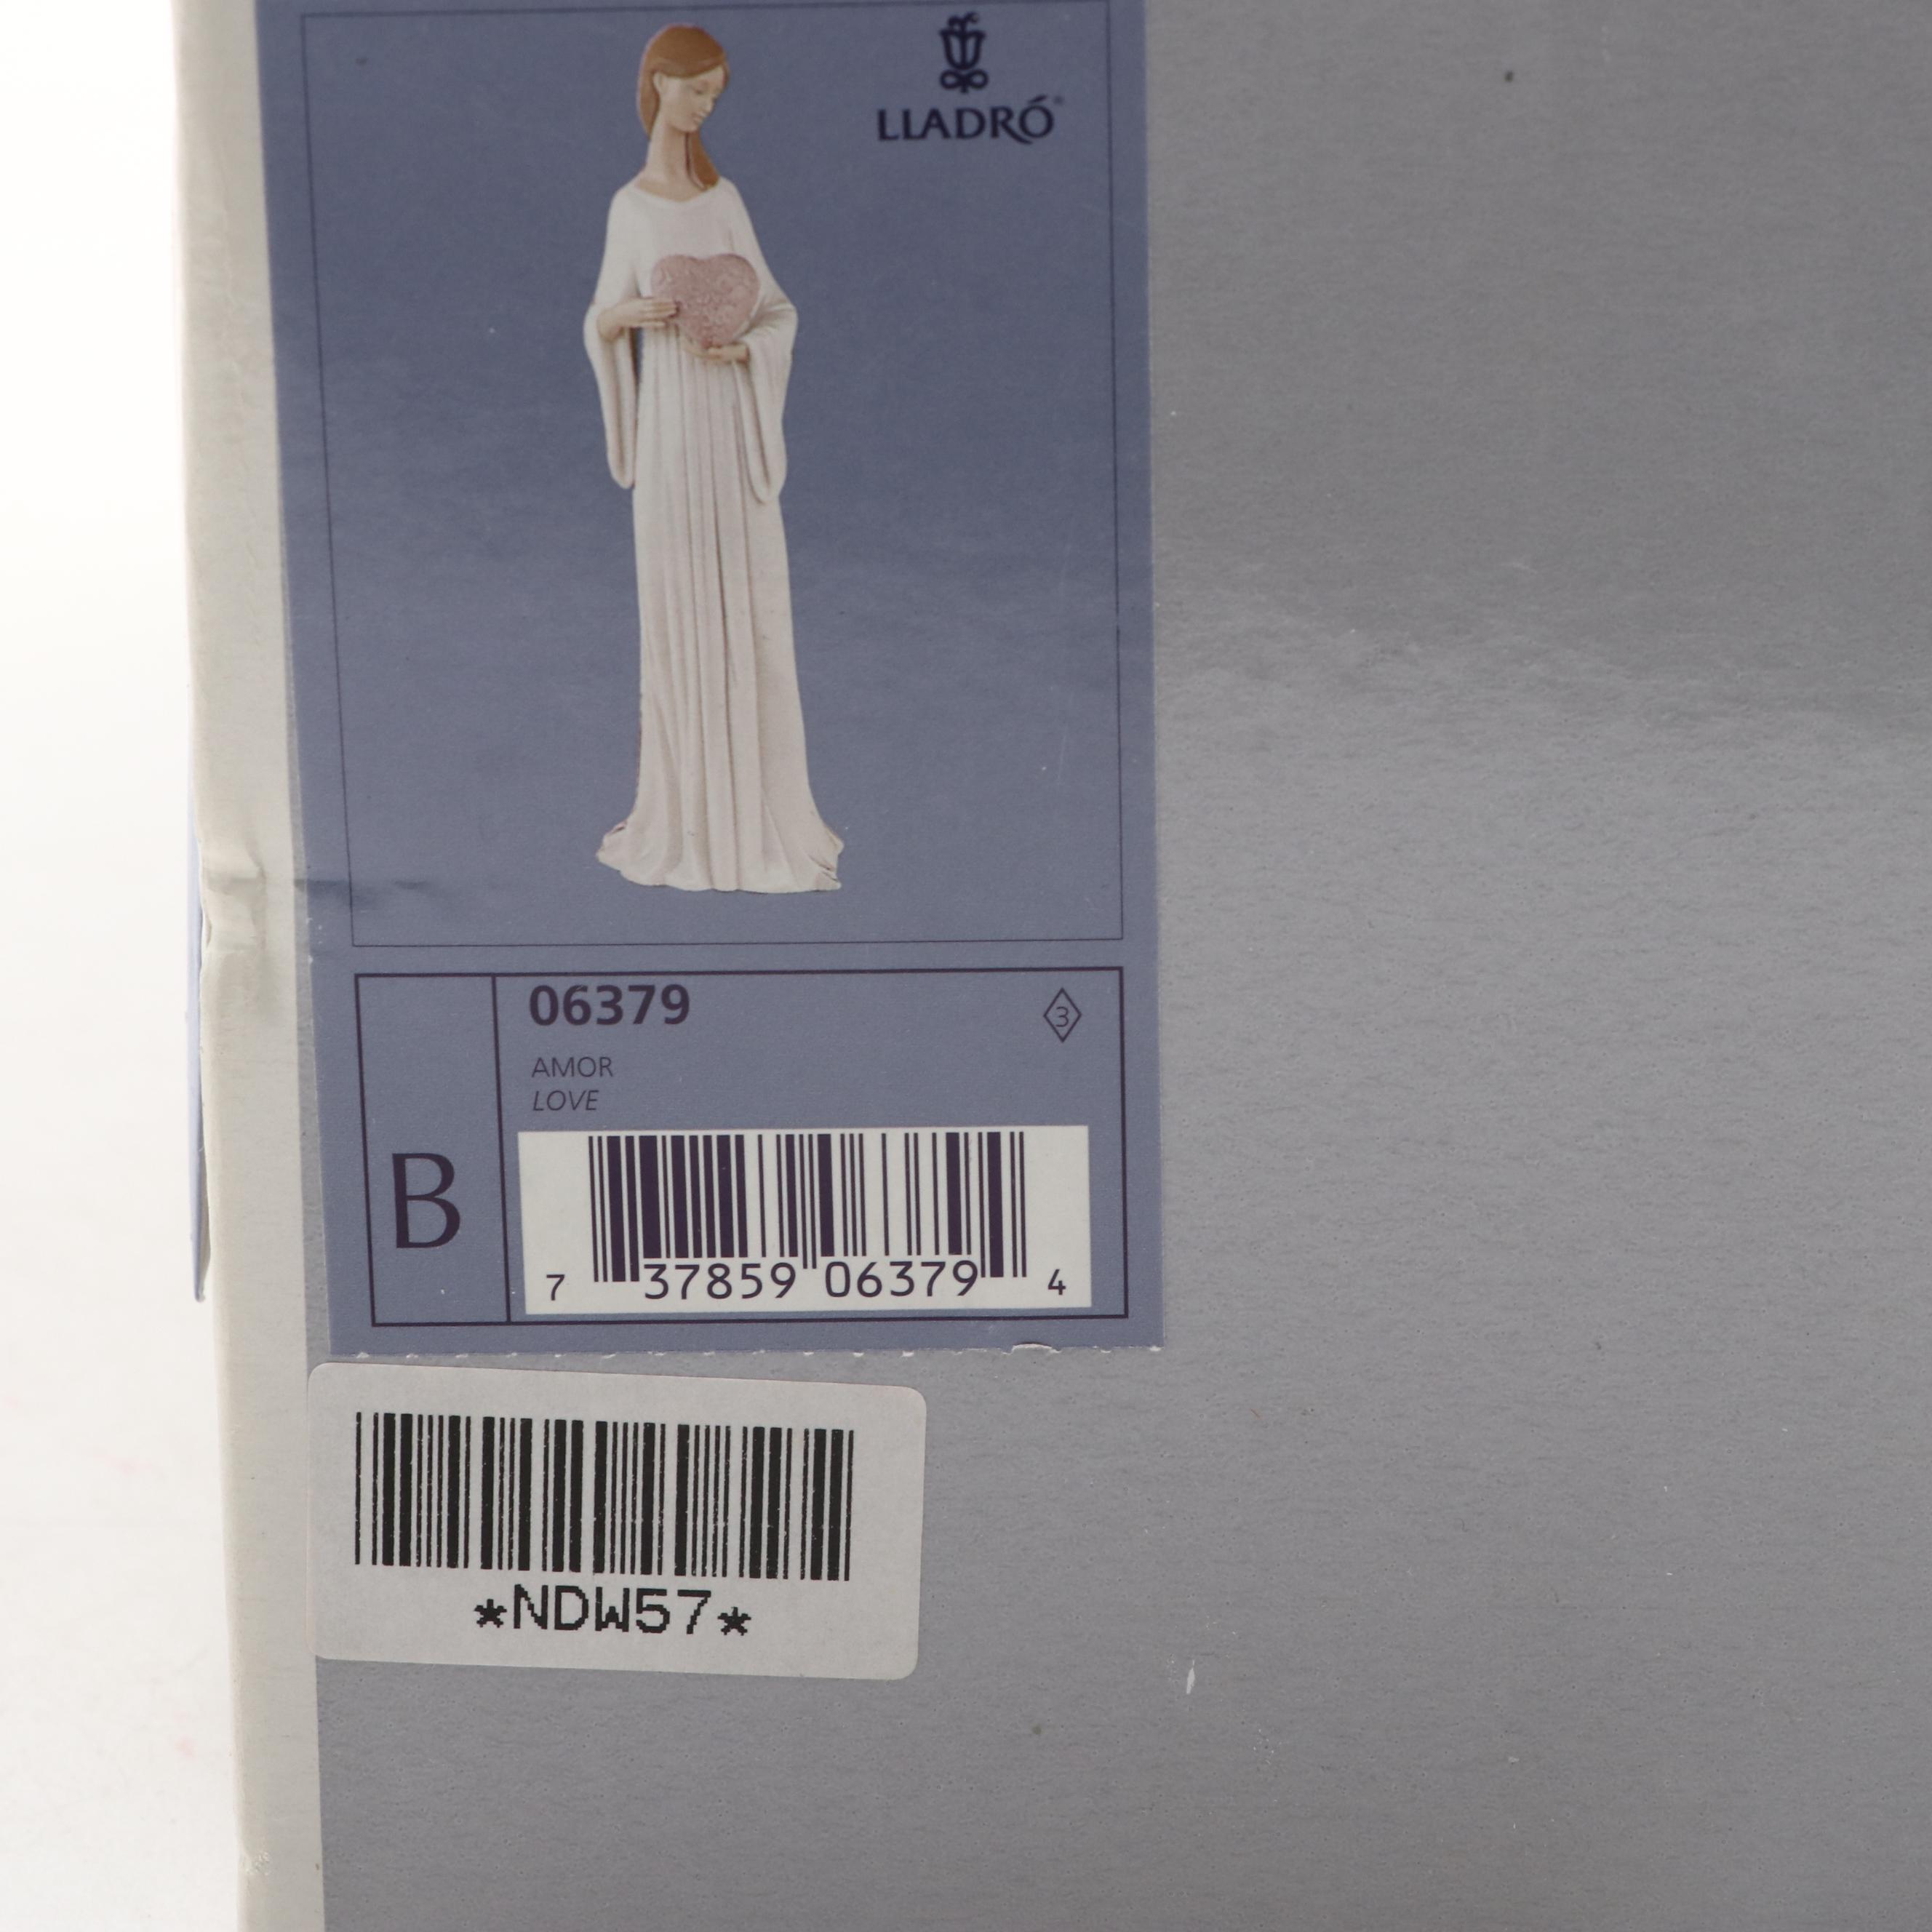 LLADRÓ®
06379
3
AMOR
LOVE
B
7 37859 06379 4
*NDW57*